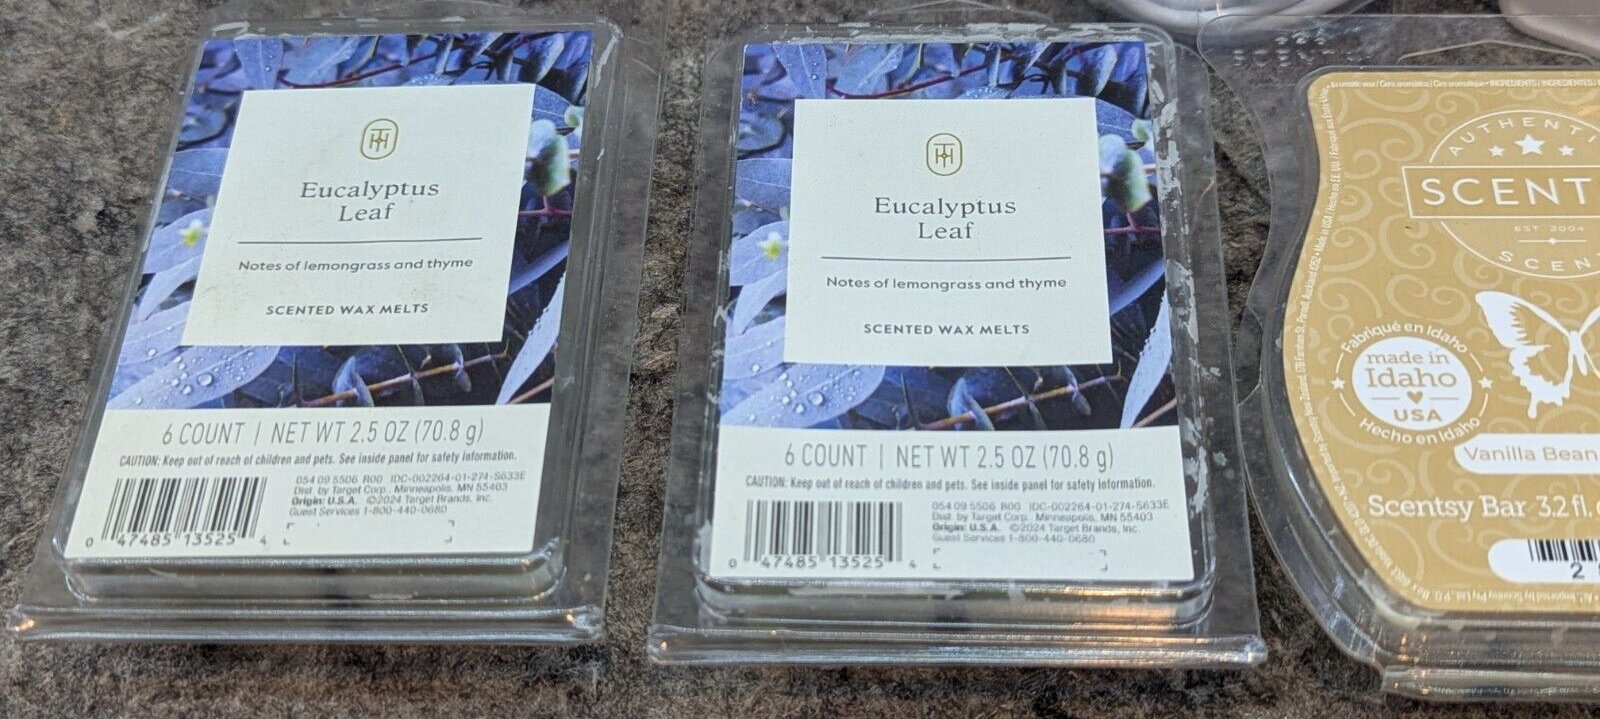 TH
Eucalyptus
Leaf
Notes of lemongrass and thyme
SCENTED WAX MELTS
6 COUNT | NET WT 2.5 OZ (70.8 g)
CAUTION: Keep out of reach of children and pets. See inside panel for safety information.
054 09 5506 R00 IDC-002264-01-274-S633E
Dist. by Target Corp., Minneapolis, MN 55403
Origin: U.S.A. ©2024 Target Brands, Inc.
Guest Services 1-800-440-0680
0 47485 13525 4
TH
Eucalyptus
Leaf
Notes of lemongrass and thyme
SCENTED WAX MELTS
6 COUNT | NET WT 2.5 OZ (70.8 g)
CAUTION: Keep out of reach of children and pets. See inside panel for safety information.
054 09 5506 R00 IDC-002264-01-274-S633E
Dist. by Target Corp., Minneapolis, MN 55403
Origin: U.S.A. ©2024 Target Brands, Inc.
Guest Services 1-800-440-0680
0 47485 13525 4
AUTHENTI
SCENT
EST 2004
SCEN
Fabriqué en Idaho
made in
Idaho
USA
Hecho en Idaho
Vanilla Bean
Scentsy Bar 3.2 fl.
2